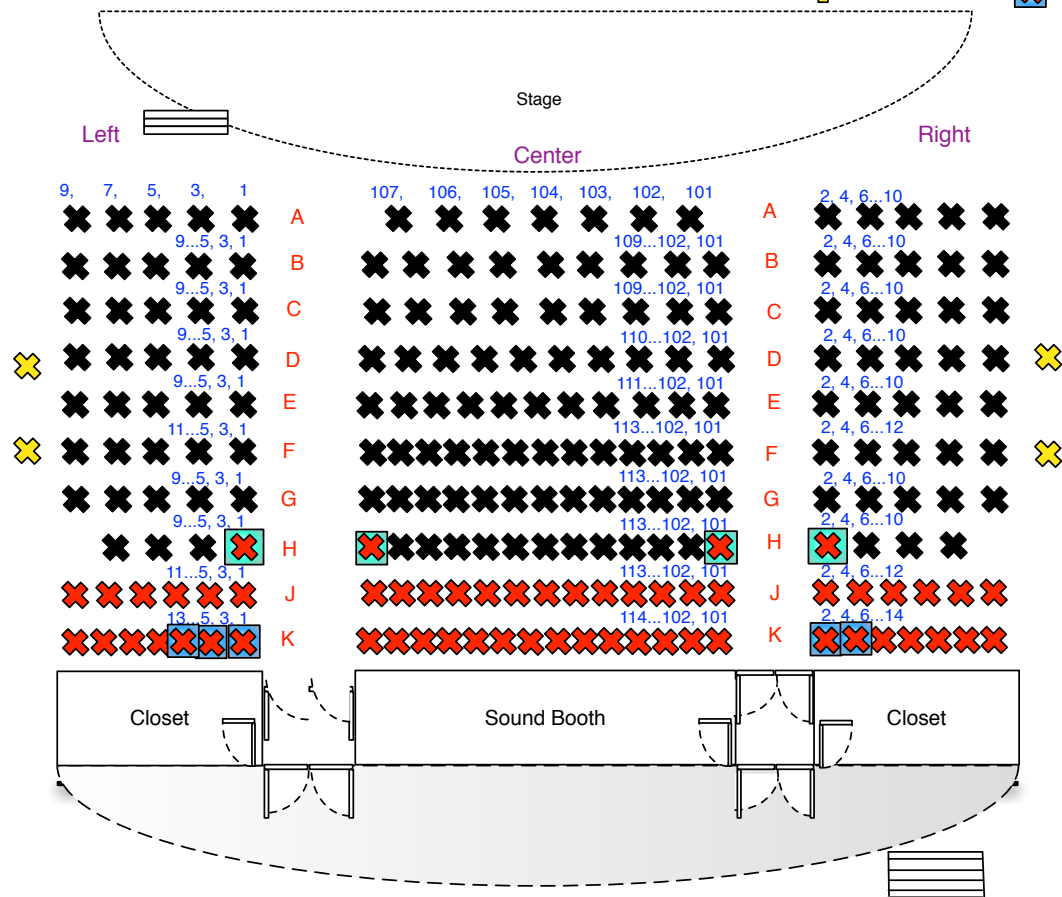 Stage
Left
Right
Center
9, 7, 5, 3, 1
107, 106, 105, 104, 103, 102, 101
2, 4, 6...10
A
A
9...5, 3, 1
109...102, 101
2, 4, 6...10
B
B
9...5, 3, 1
109...102, 101
2, 4, 6...10
C
C
9...5, 3, 1
110...102, 101
2, 4, 6...10
D
D
9...5, 3, 1
111...102, 101
2, 4, 6...10
E
E
11...5, 3, 1
113...102, 101
2, 4, 6...12
F
F
9...5, 3, 1
113...102, 101
2, 4, 6...10
G
G
9...5, 3, 1
113...102, 101
2, 4, 6...10
H
H
11...5, 3, 1
113...102, 101
2, 4, 6...12
J
J
13...5, 3, 1
114...102, 101
2, 4, 6...14
K
K
Closet
Sound Booth
Closet